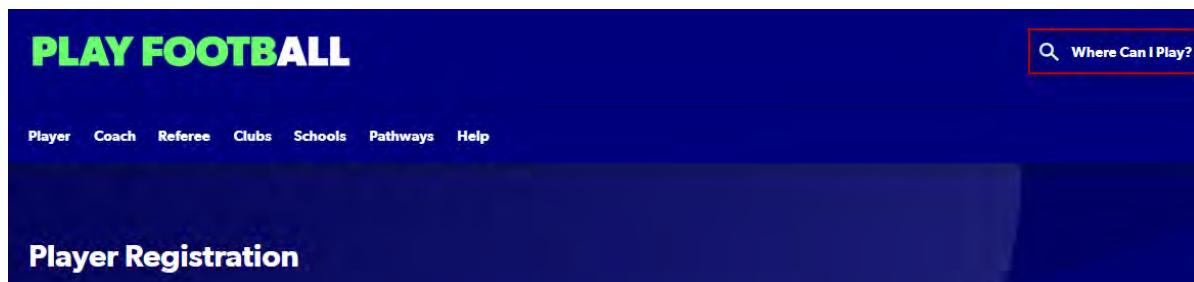 PLAY FOOTBALL
Where Can I Play?
Player Coach Referee Clubs Schools Pathways Help
Player Registration